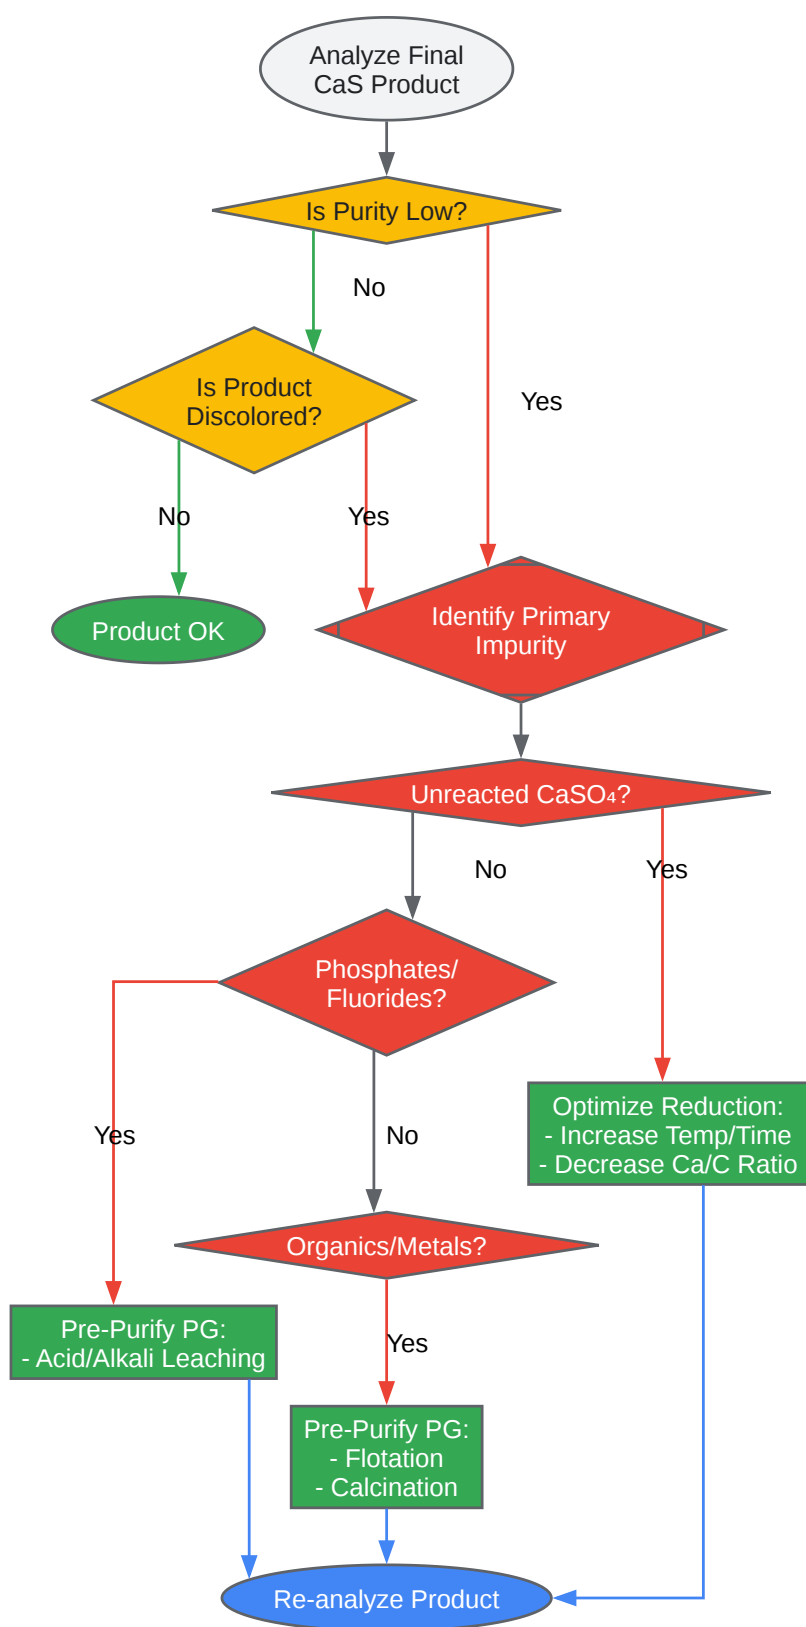 Analyze Final
CaS Product
Is Purity Low?
No
Yes
Is Product
Discolored?
No
Yes
Product OK
Identify Primary
Impurity
Unreacted CaSO₄?
No
Yes
Phosphates/
Fluorides?
Yes
No
Optimize Reduction:
- Increase Temp/Time
- Decrease Ca/C Ratio
Organics/Metals?
Yes
Pre-Purify PG:
- Acid/Alkali Leaching
Pre-Purify PG:
- Flotation
- Calcination
Re-analyze Product